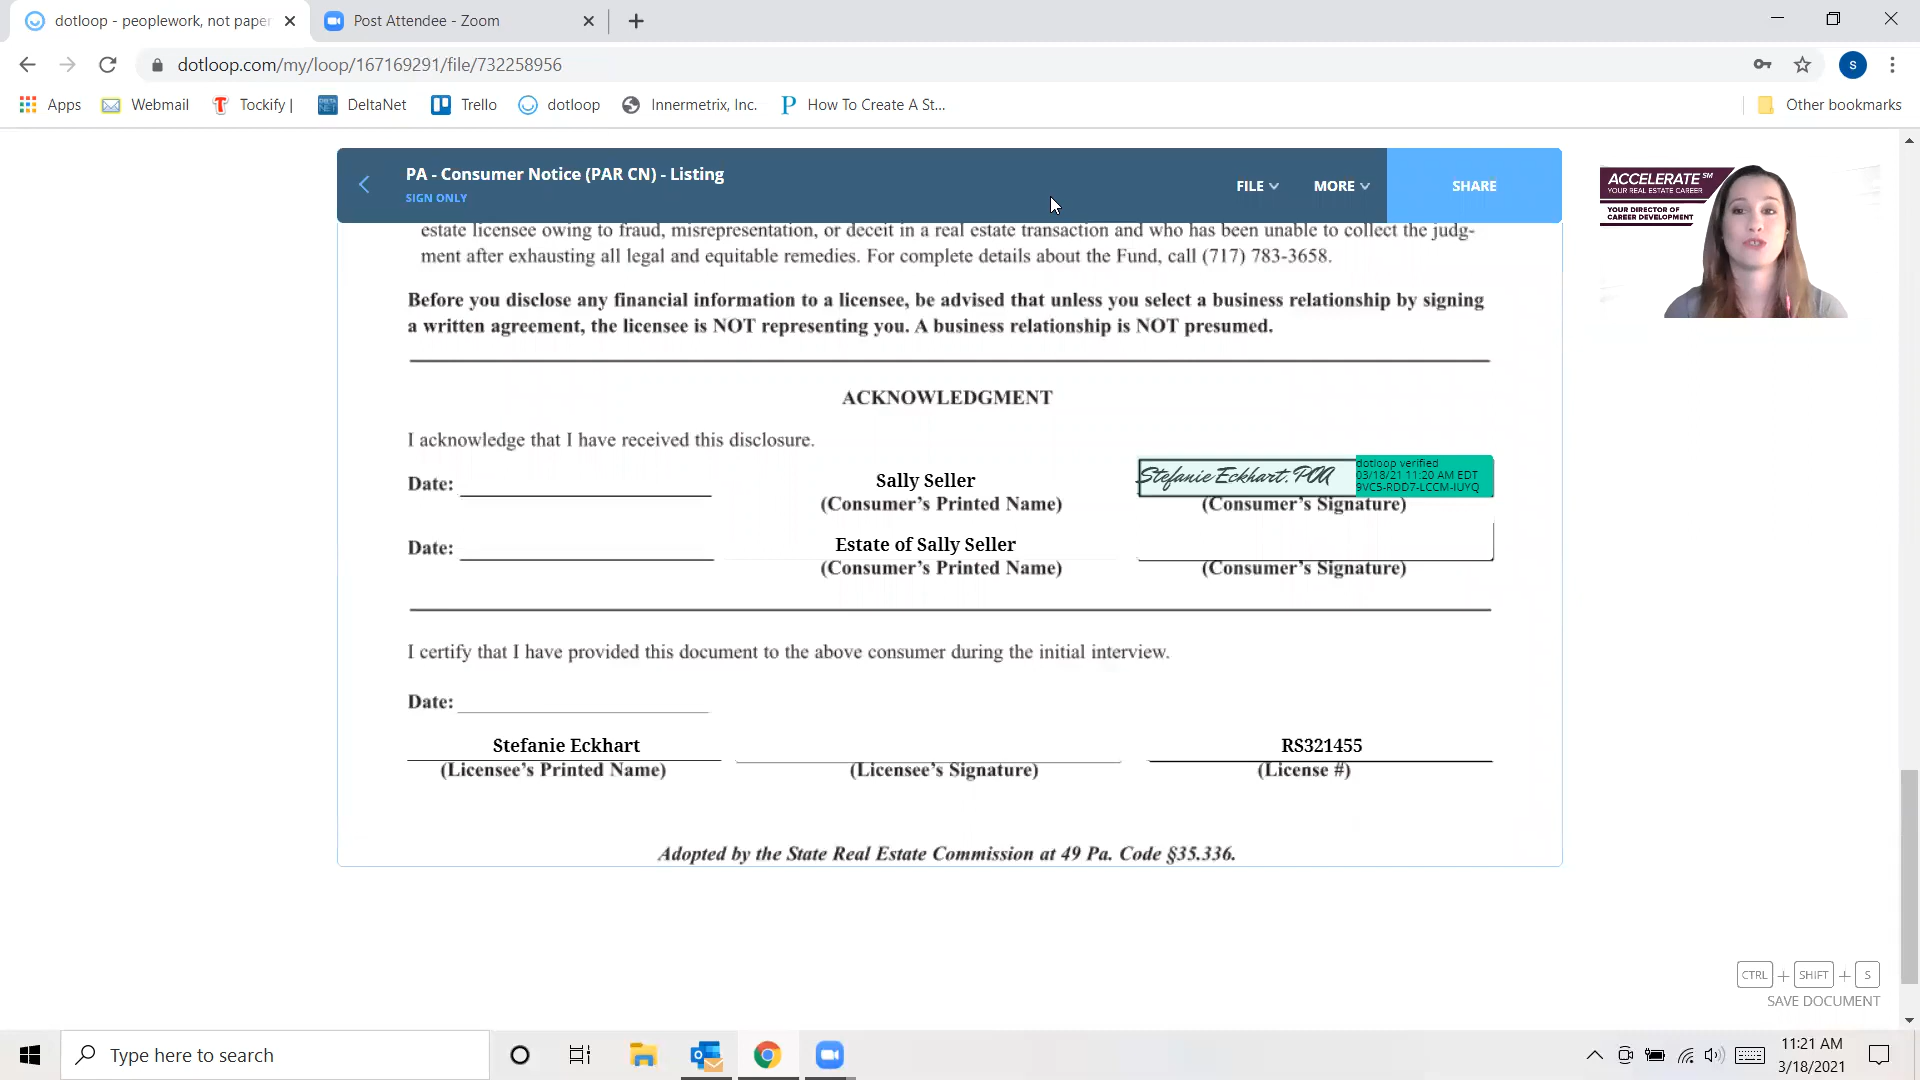 dotloop - peoplework, not paper
Post Attendee - Zoom
dotloop.com/my/loop/167169291/file/732258956
S
Apps
Webmail
Tockify |
DeltaNet
Trello
dotloop
Innermetrix, Inc.
How To Create A St...
Other bookmarks
PA - Consumer Notice (PAR CN) - Listing
SIGN ONLY
FILE
MORE
SHARE
ACCELERATE SM
YOUR REAL ESTATE CAREER
YOUR DIRECTOR OF
CAREER DEVELOPMENT
estate licensee owing to fraud, misrepresentation, or deceit in a real estate transaction and who has been unable to collect the judg-
ment after exhausting all legal and equitable remedies. For complete details about the Fund, call (717) 783-3658.
Before you disclose any financial information to a licensee, be advised that unless you select a business relationship by signing
a written agreement, the licensee is NOT representing you. A business relationship is NOT presumed.
ACKNOWLEDGMENT
I acknowledge that I have received this disclosure.
Date:
Sally Seller
(Consumer's Printed Name)
Stefanie Eckhart. POA
dotloop verified
03/18/21 11:20 AM EDT
9VC5-RDD7-LCCM-IUYQ
(Consumer's Signature)
Date:
Estate of Sally Seller
(Consumer's Printed Name)
(Consumer's Signature)
I certify that I have provided this document to the above consumer during the initial interview.
Date:
Stefanie Eckhart
RS321455
(Licensee's Printed Name)
(Licensee's Signature)
(License #)
Adopted by the State Real Estate Commission at 49 Pa. Code §35.336.
CTRL + SHIFT + S
SAVE DOCUMENT
Type here to search
11:21 AM
3/18/2021